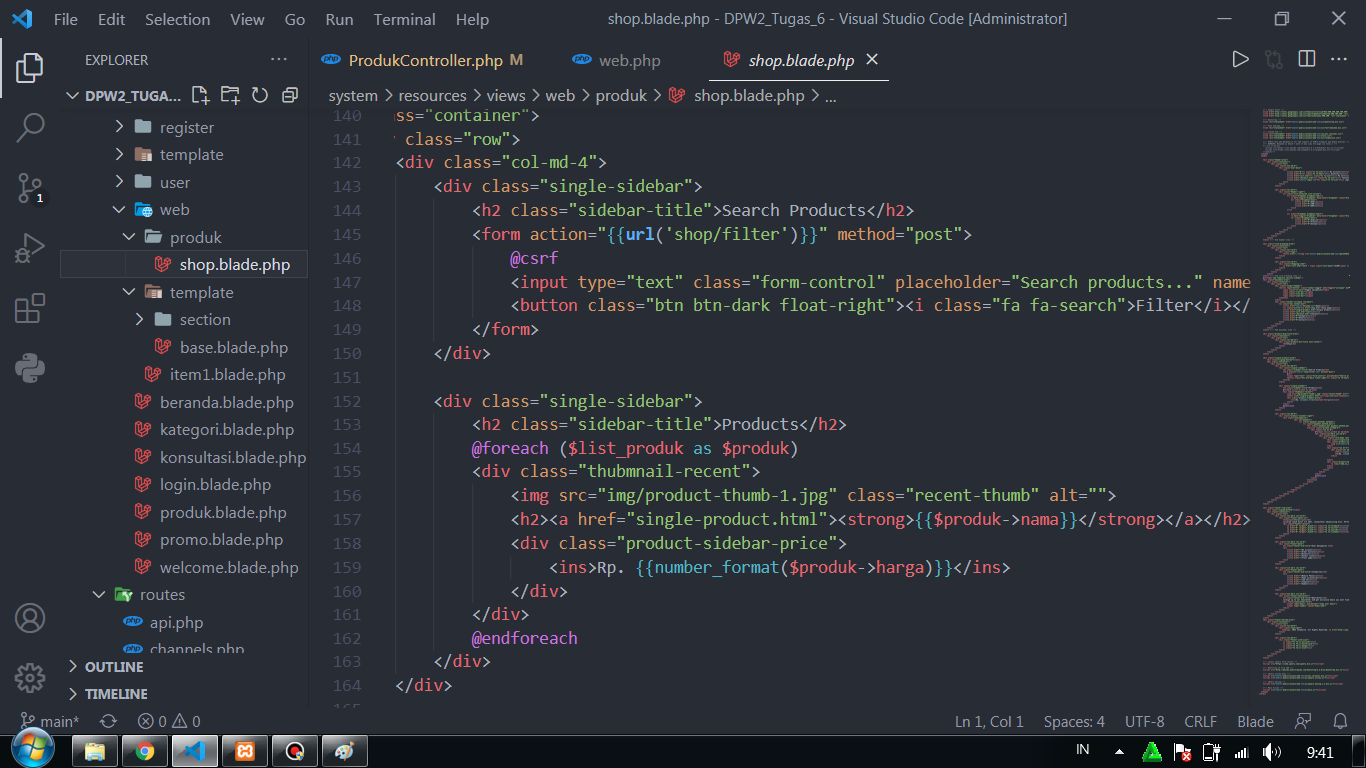 File Edit Selection View Go Run Terminal Help
shop.blade.php - DPW2_Tugas_6 - Visual Studio Code [Administrator]
EXPLORER
ProdukController.php M
web.php
shop.blade.php
DPW2_TUGA...
system > resources > views > web > produk > shop.blade.php > ...
register
template
user
web
produk
shop.blade.php
template
section
base.blade.php
item1.blade.php
beranda.blade.php
kategori.blade.php
konsultasi.blade.php
login.blade.php
produk.blade.php
promo.blade.php
welcome.blade.php
routes
api.php
channels.php
OUTLINE
TIMELINE
1
140 ss="container">
141 class="row">
142 <div class="col-md-4">
143 <div class="single-sidebar">
144 <h2 class="sidebar-title">Search Products</h2>
145 <form action="{{url('shop/filter')}}" method="post">
146 @csrf
147 <input type="text" class="form-control" placeholder="Search products..." name
148 <button class="btn btn-dark float-right"><i class="fa fa-search">Filter</i></
149 </form>
150 </div>
151
152 <div class="single-sidebar">
153 <h2 class="sidebar-title">Products</h2>
154 @foreach ($list_produk as $produk)
155 <div class="thubmnail-recent">
156 <img src="img/product-thumb-1.jpg" class="recent-thumb" alt="">
157 <h2><a href="single-product.html"><strong>{{$produk->nama}}</strong></a></h2>
158 <div class="product-sidebar-price">
159 <ins>Rp. {{number_format($produk->harga)}}</ins>
160 </div>
161 </div>
162 @endforeach
163 </div>
164 </div>
main* 0 0
Ln 1, Col 1 Spaces: 4 UTF-8 CRLF Blade
IN 9:41